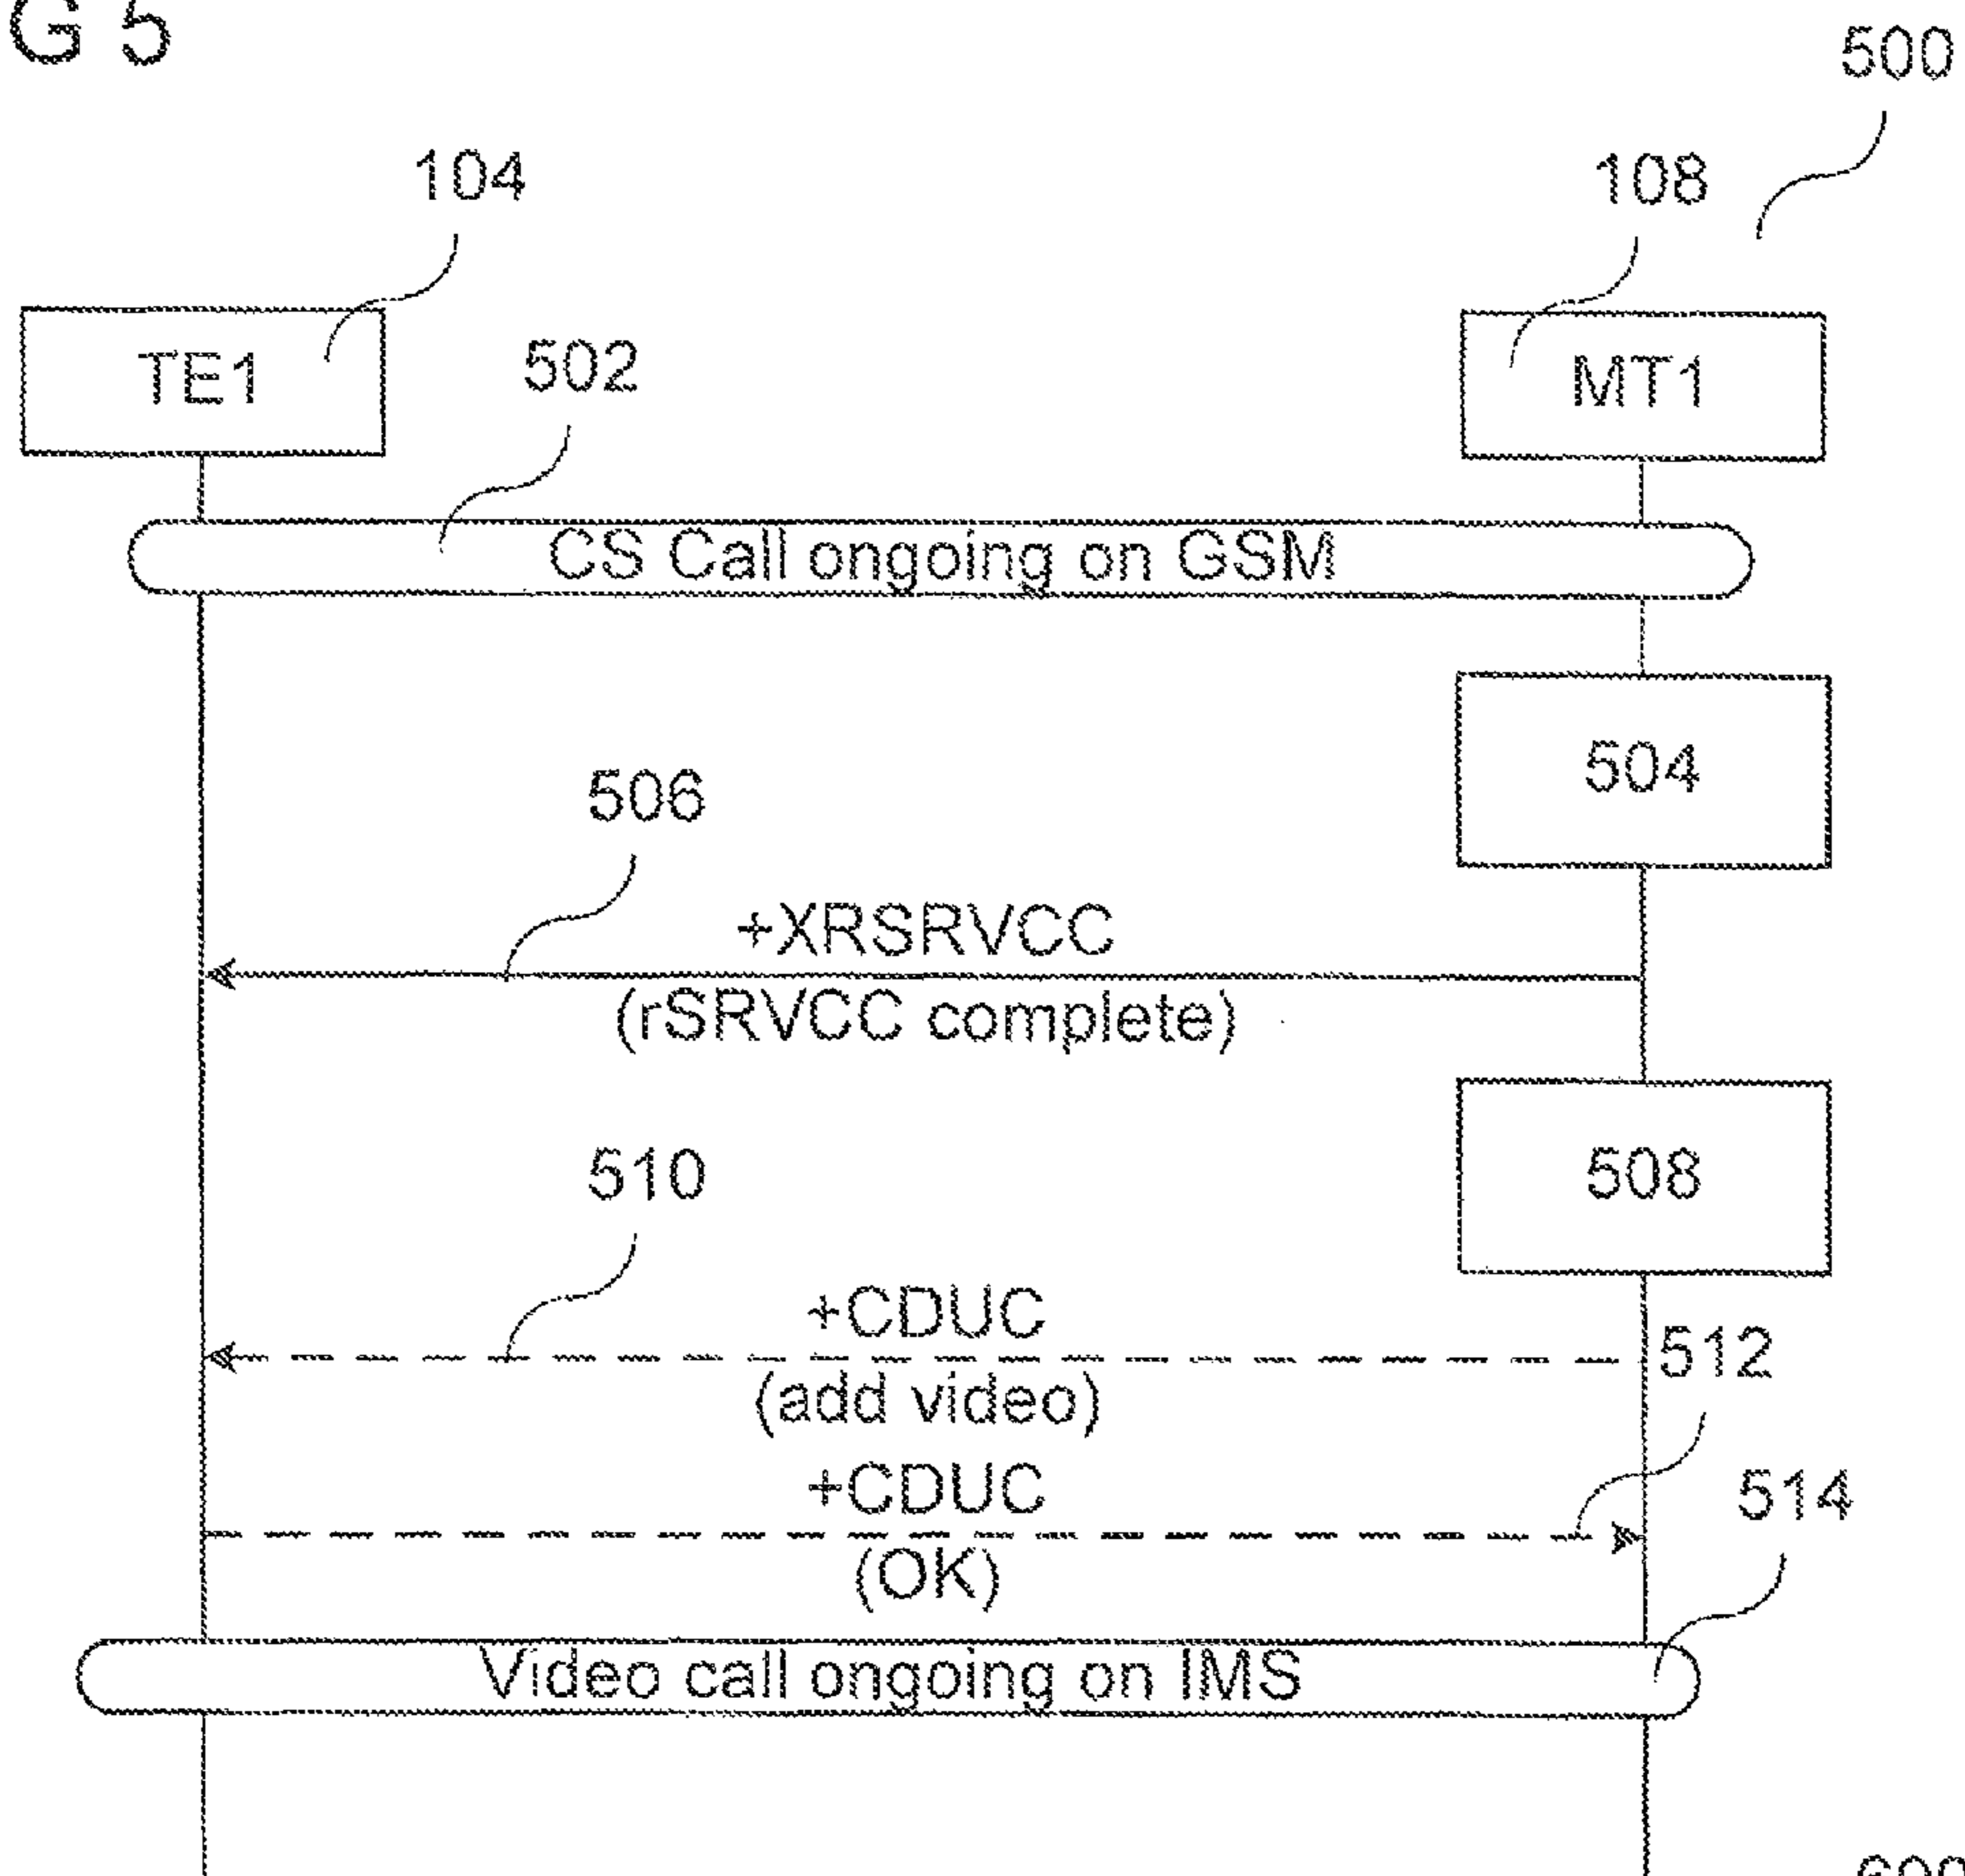 G 5
500
104
108
TE1
MT1
502
CS Call ongoing on GSM
504
506
+XRSRVCC
(rSRVCC complete)
508
510
+CDUC
(add video)
512
+CDUC
(OK)
514
Video call ongoing on IMS